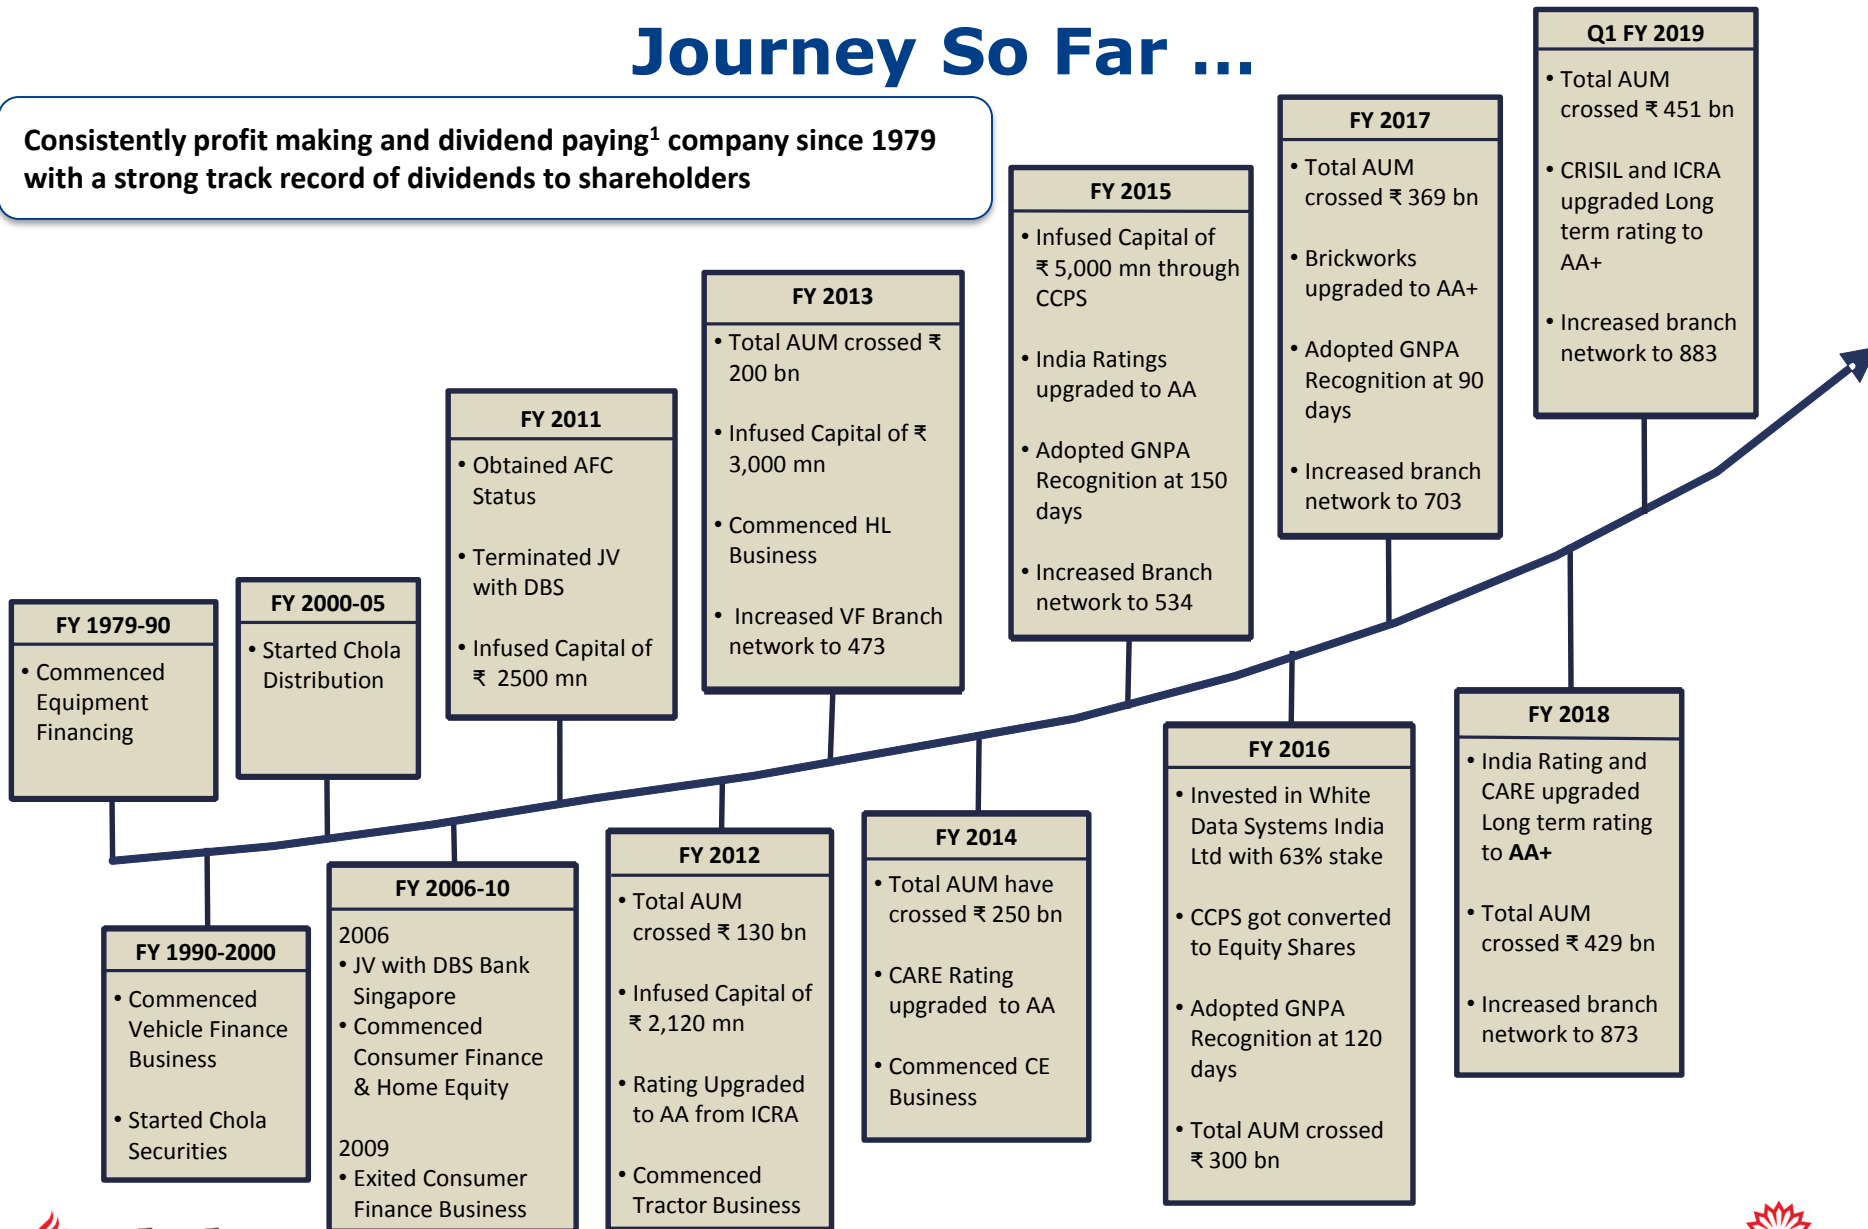 Journey So Far ...
Consistently profit making and dividend paying1 company since 1979
with a strong track record of dividends to shareholders
FY 1979-90
• Commenced
Equipment
Financing
FY 1990-2000
• Commenced
Vehicle Finance
Business
• Started Chola
Securities
FY 2000-05
• Started Chola
Distribution
FY 2006-10
2006
• JV with DBS Bank
Singapore
• Commenced
Consumer Finance
& Home Equity
2009
• Exited Consumer
Finance Business
FY 2011
• Obtained AFC
Status
• Terminated JV
with DBS
• Infused Capital of
₹ 2500 mn
FY 2012
• Total AUM
crossed ₹ 130 bn
• Infused Capital of
₹ 2,120 mn
• Rating Upgraded
to AA from ICRA
• Commenced
Tractor Business
FY 2013
• Total AUM crossed ₹
200 bn
• Infused Capital of ₹
3,000 mn
• Commenced HL
Business
• Increased VF Branch
network to 473
FY 2014
• Total AUM have
crossed ₹ 250 bn
• CARE Rating
upgraded to AA
• Commenced CE
Business
FY 2015
• Infused Capital of
₹ 5,000 mn through
CCPS
• India Ratings
upgraded to AA
• Adopted GNPA
Recognition at 150
days
• Increased Branch
network to 534
FY 2016
• Invested in White
Data Systems India
Ltd with 63% stake
• CCPS got converted
to Equity Shares
• Adopted GNPA
Recognition at 120
days
• Total AUM crossed
₹ 300 bn
FY 2017
• Total AUM
crossed ₹ 369 bn
• Brickworks
upgraded to AA+
• Adopted GNPA
Recognition at 90
days
• Increased branch
network to 703
FY 2018
• India Rating and
CARE upgraded
Long term rating
to AA+
• Total AUM
crossed ₹ 429 bn
• Increased branch
network to 873
Q1 FY 2019
• Total AUM
crossed ₹ 451 bn
• CRISIL and ICRA
upgraded Long
term rating to
AA+
• Increased branch
network to 883